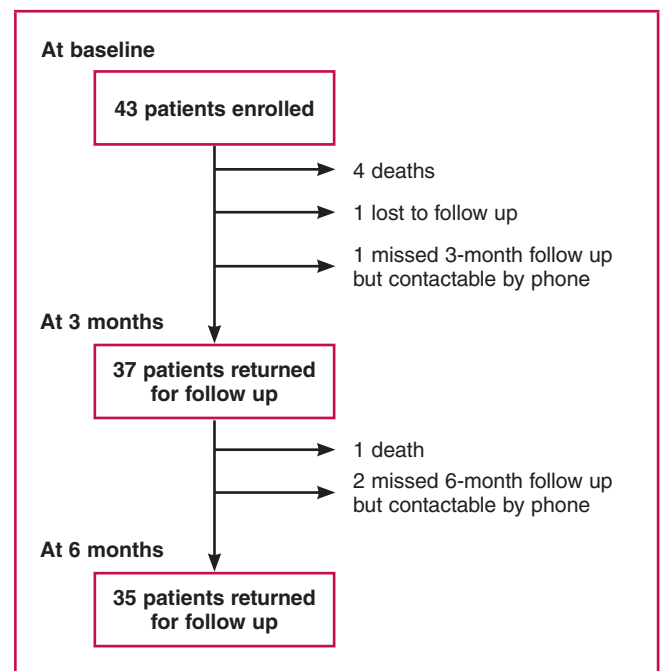 At baseline
43 patients enrolled
4 deaths
1 lost to follow up
1 missed 3-month follow up
but contactable by phone
At 3 months
37 patients returned
for follow up
1 death
2 missed 6-month follow up
but contactable by phone
At 6 months
35 patients returned
for follow up